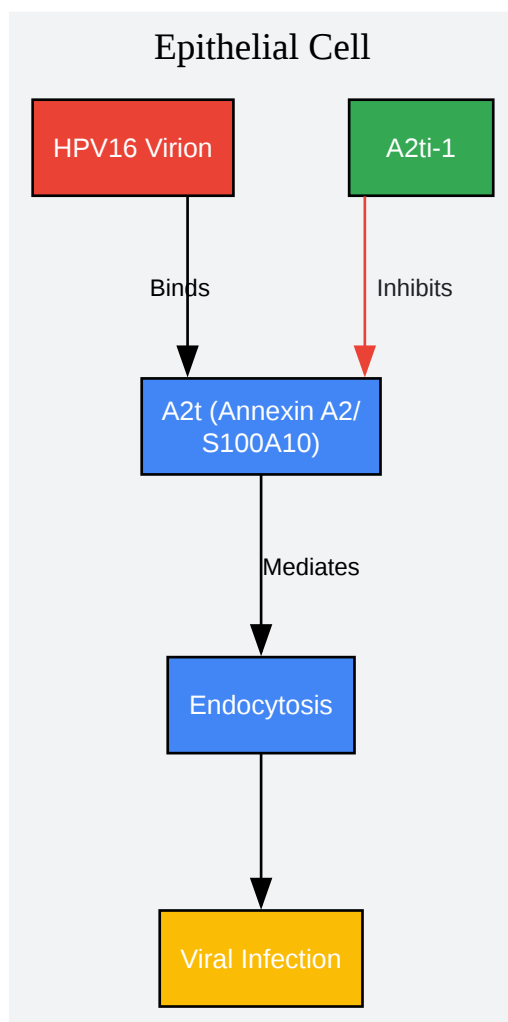 Epithelial Cell
HPV16 Virion
A2ti-1
Binds
Inhibits
A2t (Annexin A2/
S100A10)
Mediates
Endocytosis
Viral Infection